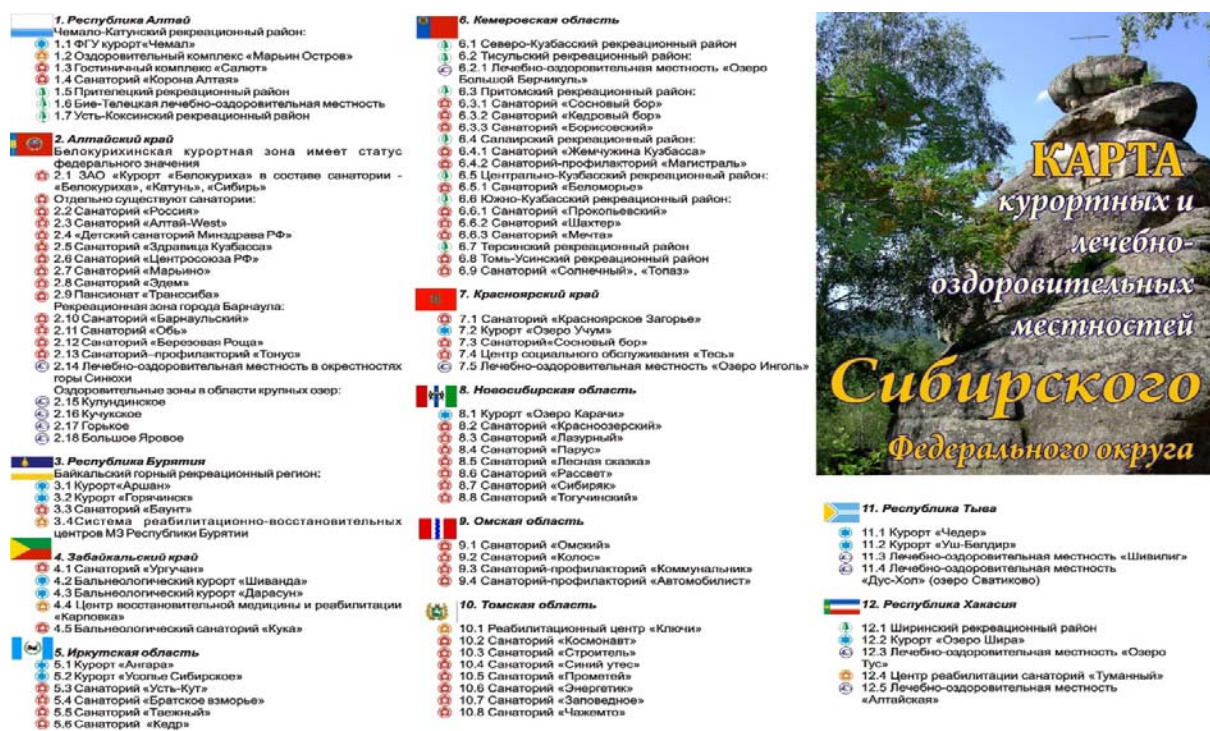 1. Республика Алтай
Чемало-Катунский рекреационный район:
1.1 ФГУ курорт«Чемал»
1.2 Оздоровительный комплекс «Марьин Остров»
1.3 Гостиничный комплекс «Салют»
1.4 Санаторий «Корона Алтая»
1.5 Прителецкий рекреационный район
1.6 Бие-Телецкая лечебно-оздоровительная местность
1.7 Усть-Коксинский рекреационный район
2. Алтайский край
Белокурихинская курортная зона имеет статус
федерального значения
2.1 ЗАО «Курорт «Белокуриха» в составе санатории -
«Белокуриха», «Катунь», «Сибирь»
Отдельно существуют санатории:
2.2 Санаторий «Россия»
2.3 Санаторий «Алтай-West»
2.4 «Детский санаторий Минздрава РФ»
2.5 Санаторий «Здравица Кузбасса»
2.6 Санаторий «Центросоюза РФ»
2.7 Санаторий «Марьино»
2.8 Санаторий «Эдем»
2.9 Пансионат «Транссиба»
Рекреационная зона города Барнаула:
2.10 Санаторий «Барнаульский»
2.11 Санаторий «Обь»
2.12 Санаторий «Березовая Роща»
2.13 Санаторий–профилакторий «Тонус»
2.14 Лечебно-оздоровительная местность в окрестностях
горы Синюхи
Оздоровительные зоны в области крупных озер:
2.15 Кулундинское
2.16 Кучукское
2.17 Горькое
2.18 Большое Яровое
3. Республика Бурятия
Байкальский горный рекреационный регион:
3.1 Курорт«Аршан»
3.2 Курорт «Горячинск»
3.3 Санаторий «Баунт»
3.4Система реабилитационно-восстановительных
центров МЗ Республики Бурятии
4. Забайкальский край
4.1 Санаторий «Ургучан»
4.2 Бальнеологический курорт «Шиванда»
4.3 Бальнеологический курорт «Дарасун»
4.4 Центр восстановительной медицины и реабилитации
«Карповка»
4.5 Бальнеологический санаторий «Кука»
5. Иркутская область
5.1 Курорт «Ангара»
5.2 Курорт «Усолье Сибирское»
5.3 Санаторий «Усть-Кут»
5.4 Санаторий «Братское взморье»
5.5 Санаторий «Таежный»
5.6 Санаторий «Кедр»
6. Кемеровская область
6.1 Северо-Кузбасский рекреационный район
6.2 Тисульский рекреационный район:
6.2.1 Лечебно-оздоровительная местность «Озеро
Большой Берчикуль»
6.3 Притомский рекреационный район:
6.3.1 Санаторий «Сосновый бор»
6.3.2 Санаторий «Кедровый бор»
6.3.3 Санаторий «Борисовский»
6.4 Салаирский рекреационный район:
6.4.1 Санаторий «Жемчужина Кузбасса»
6.4.2 Санаторий-профилакторий «Магистраль»
6.5 Центрально-Кузбасский рекреационный район:
6.5.1 Санаторий «Беломорье»
6.6 Южно-Кузбасский рекреационный район:
6.6.1 Санаторий «Прокопьевский»
6.6.2 Санаторий «Шахтер»
6.6.3 Санаторий «Мечта»
6.7 Терсинский рекреационный район
6.8 Томь-Усинский рекреационный район
6.9 Санаторий «Солнечный», «Топаз»
7. Красноярский край
7.1 Санаторий «Красноярское Загорье»
7.2 Курорт «Озеро Учум»
7.3 Санаторий«Сосновый бор»
7.4 Центр социального обслуживания «Тесь»
7.5 Лечебно-оздоровительная местность «Озеро Инголь»
8. Новосибирская область
8.1 Курорт «Озеро Карачи»
8.2 Санаторий «Краснозерский»
8.3 Санаторий «Лазурный»
8.4 Санаторий «Парус»
8.5 Санаторий «Лесная сказка»
8.6 Санаторий «Рассвет»
8.7 Санаторий «Сибиряк»
8.8 Санаторий «Тогучинский»
9. Омская область
9.1 Санаторий «Омский»
9.2 Санаторий «Колос»
9.3 Санаторий-профилакторий «Коммунальник»
9.4 Санаторий-профилакторий «Автомобилист»
10. Томская область
10.1 Реабилитационный центр «Ключи»
10.2 Санаторий «Космонавт»
10.3 Санаторий «Строитель»
10.4 Санаторий «Синий утес»
10.5 Санаторий «Прометей»
10.6 Санаторий «Энергетик»
10.7 Санаторий «Заповедное»
10.8 Санаторий «Чажемто»
КАРТА
курортных и
лечебно-
оздоровительных
местностей
Сибирского
Федерального округа
11. Республика Тыва
11.1 Курорт «Чедер»
11.2 Курорт «Уш-Белдир»
11.3 Лечебно-оздоровительная местность «Шивилиг»
11.4 Лечебно-оздоровительная местность
«Дус-Холь» (озеро Сватиково)
12. Республика Хакасия
12.1 Ширинский рекреационный район
12.2 Курорт «Озеро Шира»
12.3 Лечебно-оздоровительная местность «Озеро
Тус»
12.4 Центр реабилитации санаторий «Туманный»
12.5 Лечебно-оздоровительная местность
«Алтайская»